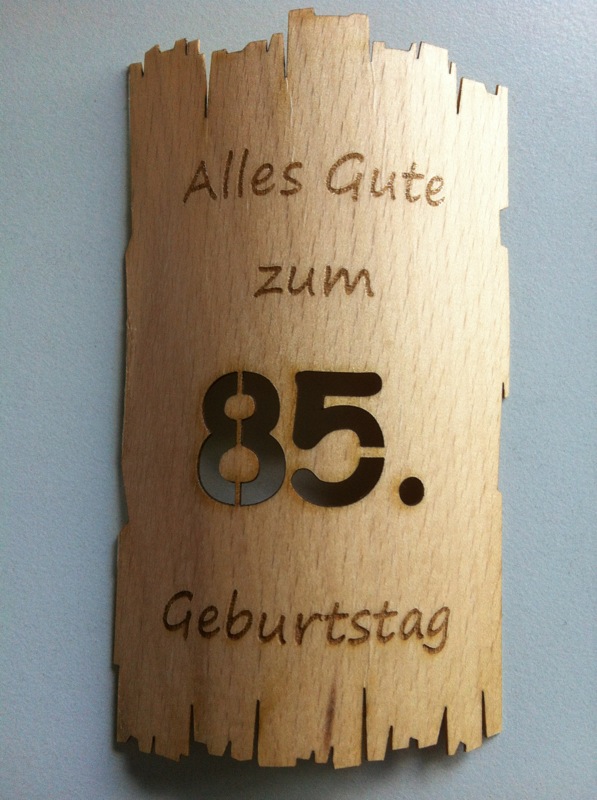 Alles Gute
zum
85.
Geburtstag